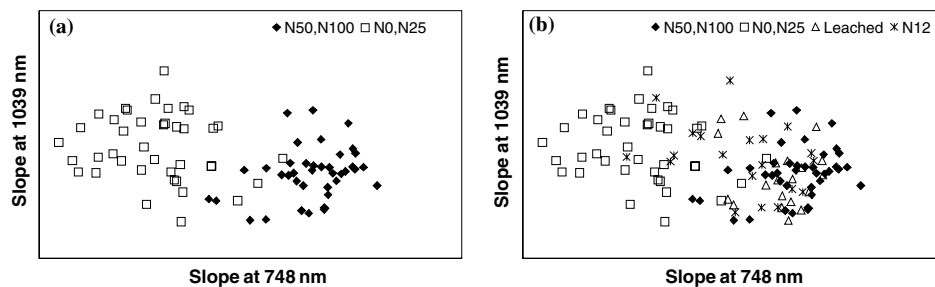 (a)
N50,N100 N0,N25
Slope at 1039 nm
Slope at 748 nm
(b)
N50,N100 N0,N25 Leached N12
Slope at 1039 nm
Slope at 748 nm